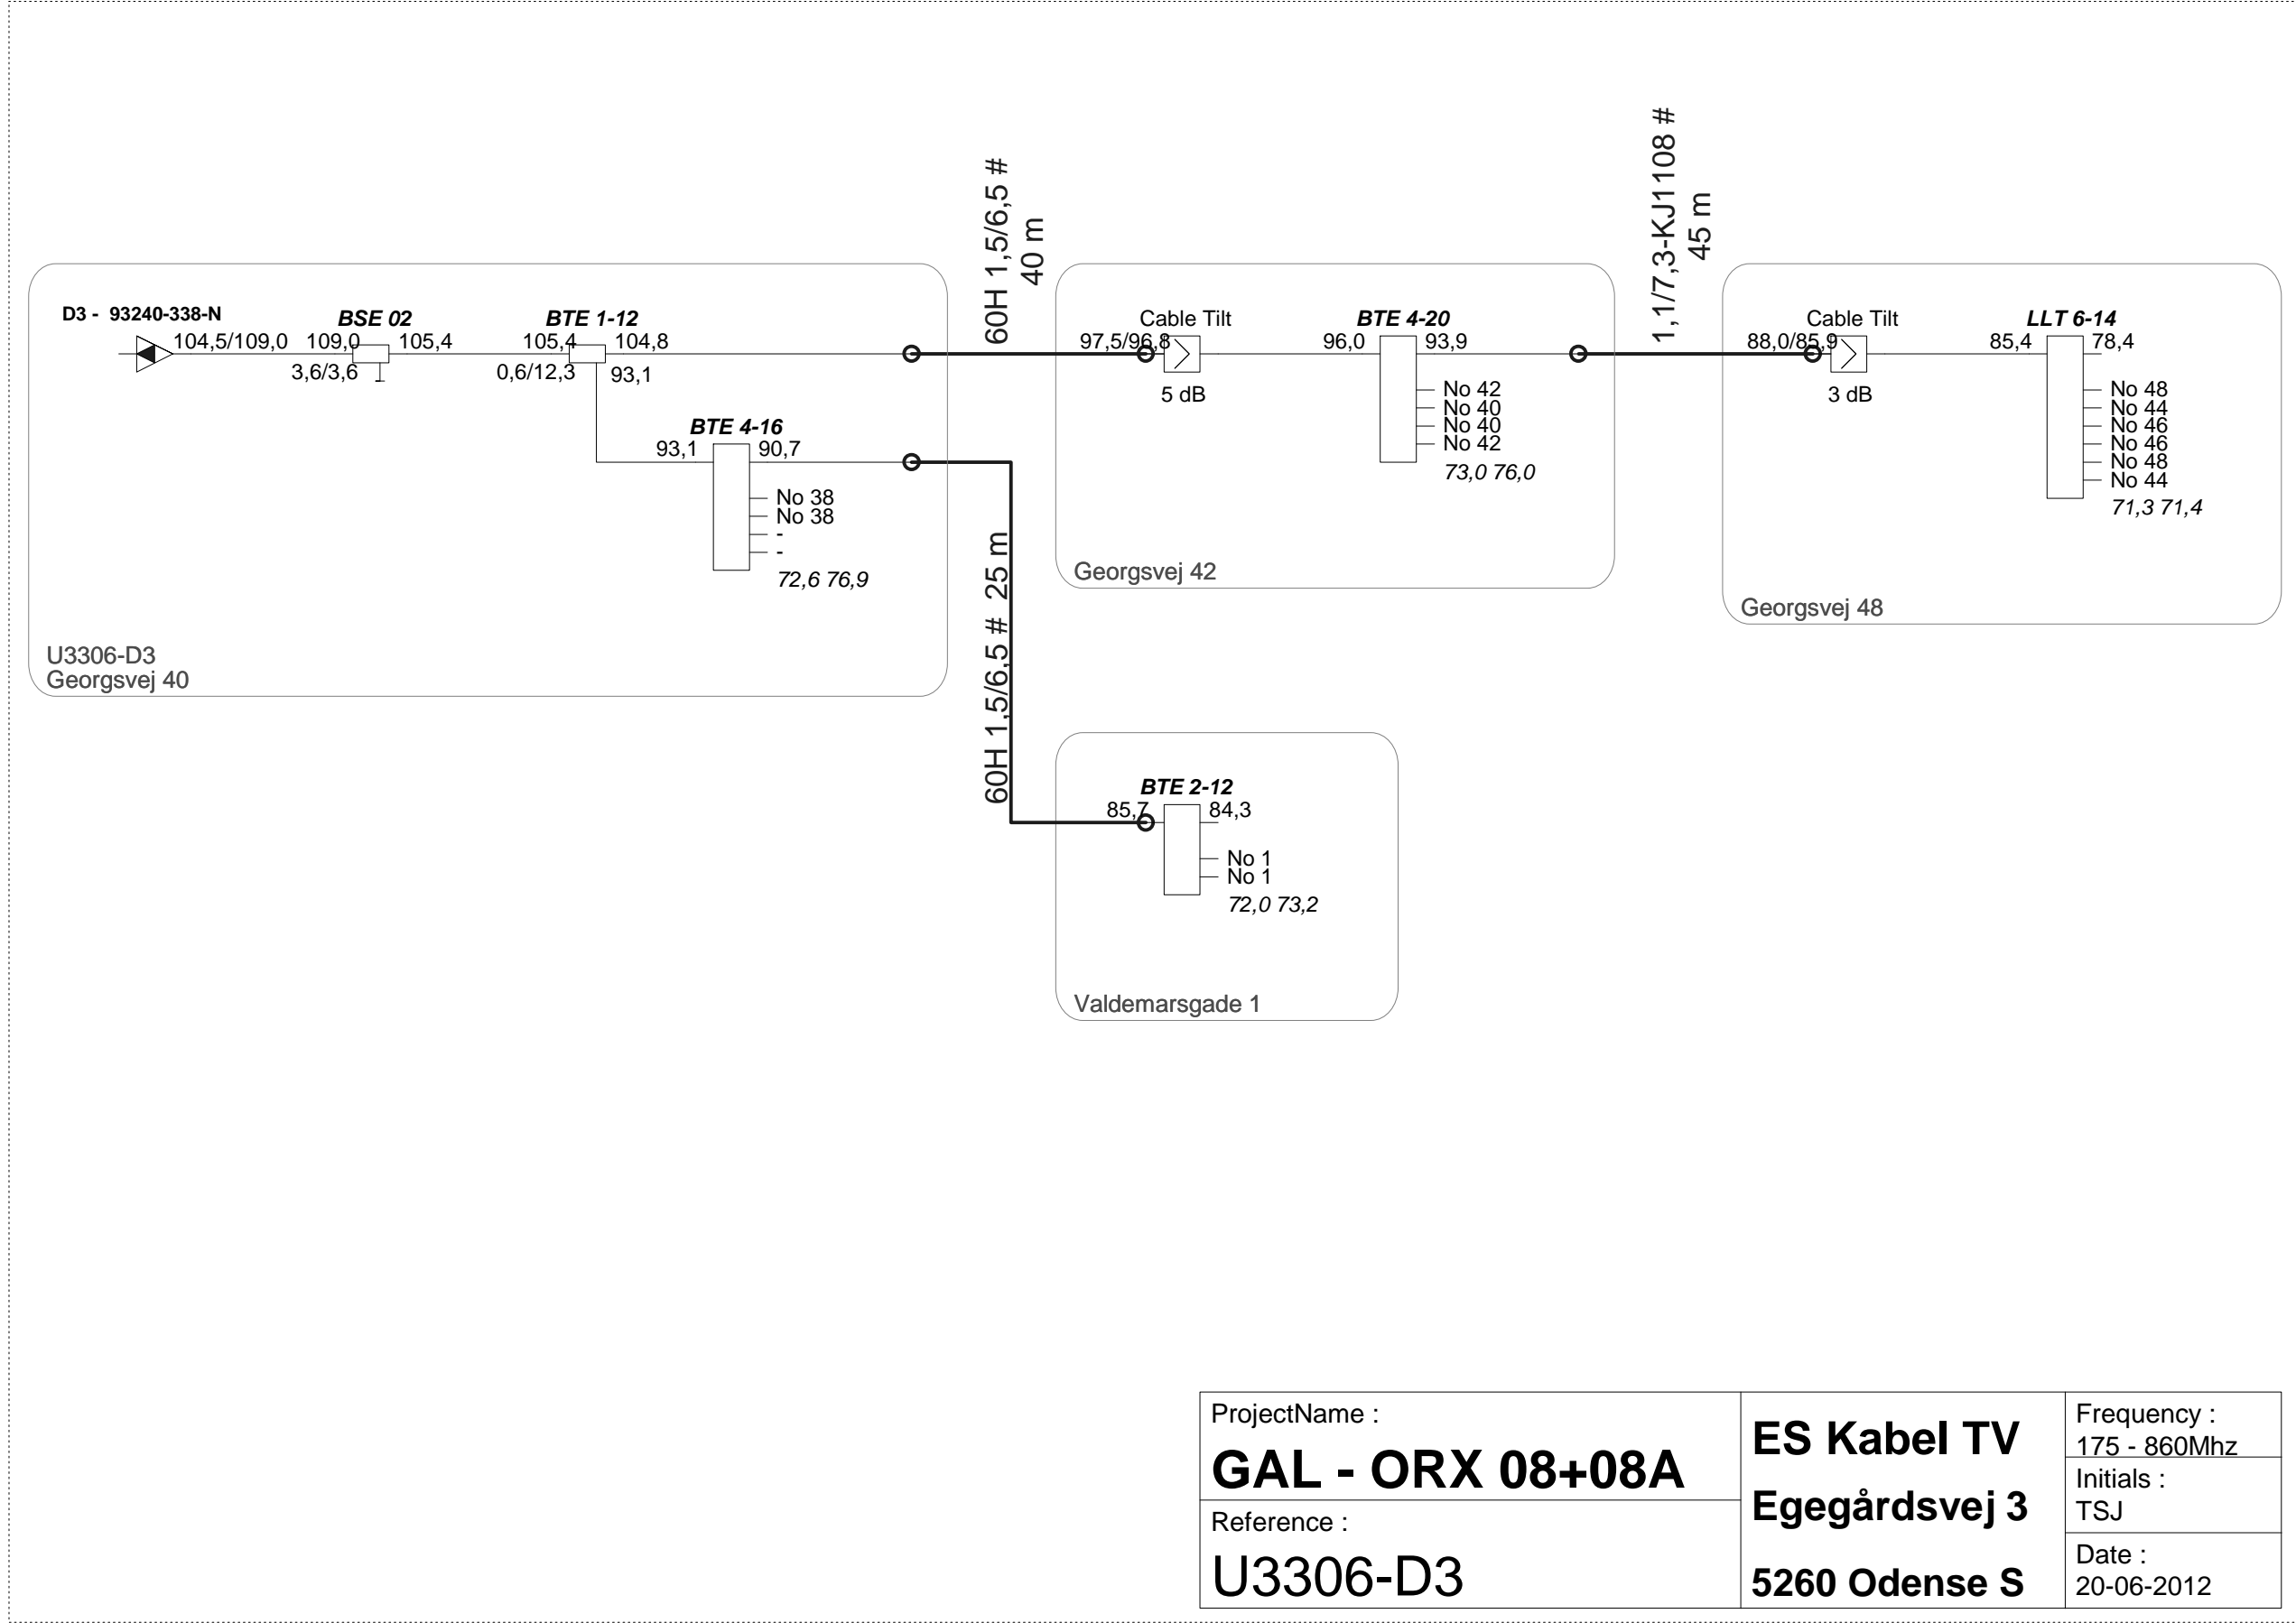 60H 1,5/6,5 #
40 m
1,1/7,3-KJ1108 #
45 m
D3 - 93240-338-N
104,5/109,0
BSE 02
109,0
105,4
3,6/3,6
BTE 1-12
105,4
104,8
0,6/12,3
93,1
BTE 4-16
93,1
90,7
No 38
No 38
-
-
72,6 76,9
U3306-D3
Georgsvej 40
60H 1,5/6,5 # 25 m
Cable Tilt
97,5/96,8
5 dB
BTE 4-20
96,0
93,9
No 42
No 40
No 40
No 42
73,0 76,0
Georgsvej 42
Cable Tilt
88,0/85,9
3 dB
LLT 6-14
85,4
78,4
No 48
No 44
No 46
No 46
No 48
No 44
71,3 71,4
Georgsvej 48
BTE 2-12
85,7
84,3
No 1
No 1
72,0 73,2
Valdemarsgade 1
ProjectName :
GAL - ORX 08+08A
Reference :
U3306-D3
ES Kabel TV
Egegårdsvej 3
5260 Odense S
Frequency :
175 - 860Mhz
Initials :
TSJ
Date :
20-06-2012